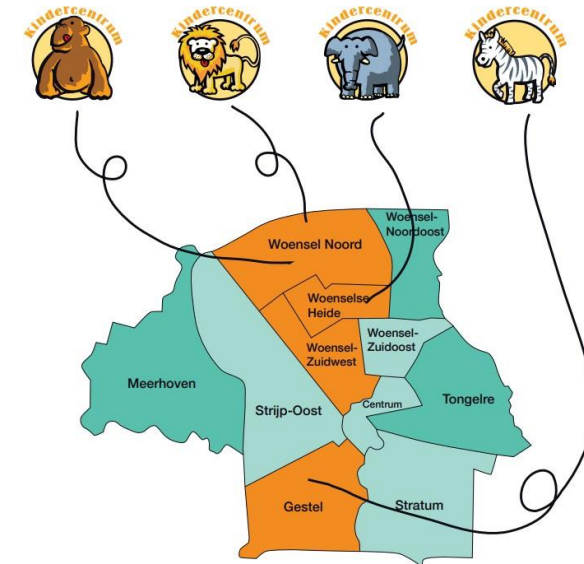 Kindercentrum
Kindercentrum
Kindercentrum
Kindercentrum
Woensel-
Noordoost
Woensel Noord
Woenselse
Heide
Woensel-
Zuidoost
Woensel-
Zuidwest
Meerhoven
Strijp-Oost
Centrum
Tongelre
Gestel
Stratum